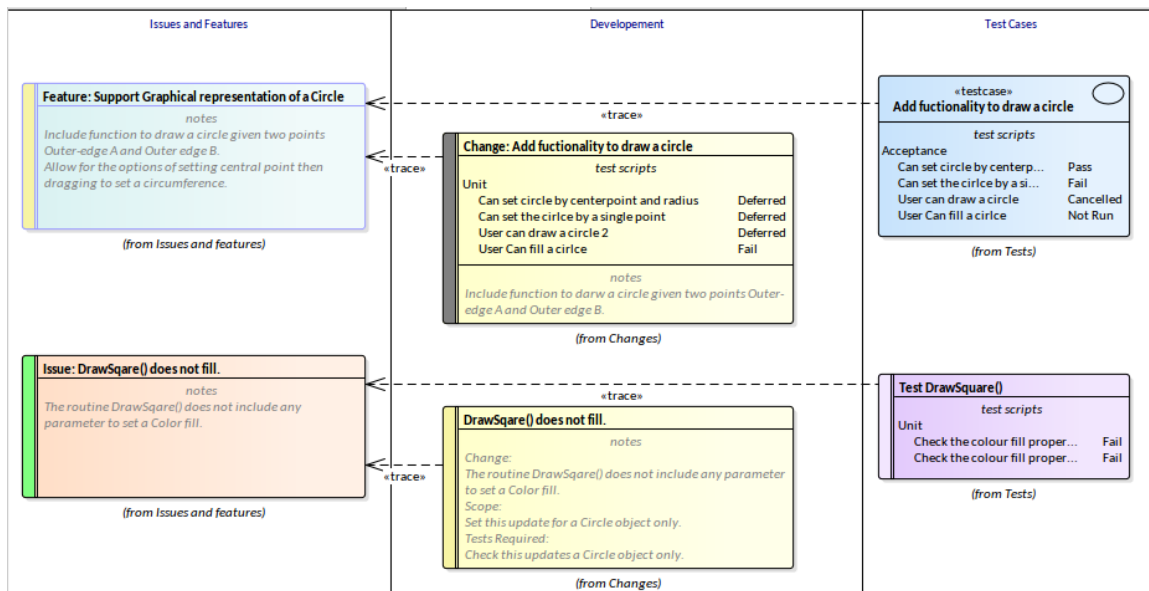 Issues and Features
Developement
Test Cases
Feature: Support Graphical representation of a Circle
notes
Include function to draw a circle given two points
Outer-edge A and Outer edge B.
Allow for the options of setting central point then
dragging to set a circumference.
(from Issues and features)
«trace»
«trace»
Change: Add fuctionality to draw a circle
test scripts
Unit
Can set circle by centerpoint and radius Deferred
Can set the cirlce by a single point Deferred
User can draw a circle 2 Deferred
User Can fill a cirlce Fail
notes
Include function to darw a circle given two points Outer-
edge A and Outer edge B.
(from Changes)
«testcase»
Add fuctionality to draw a circle
test scripts
Acceptance
Can set circle by centerp... Pass
Can set the cirlce by a si... Fail
User can draw a circle Cancelled
User Can fill a cirlce Not Run
(from Tests)
Issue: DrawSqare() does not fill.
notes
The routine DrawSqare() does not include any
parameter to set a Color fill.
(from Issues and features)
«trace»
«trace»
DrawSqare() does not fill.
notes
Change:
The routine DrawSqare() does not include any parameter
to set a Color fill.
Scope:
Set this update for a Circle object only.
Tests Required:
Check this updates a Circle object only.
(from Changes)
Test DrawSquare()
test scripts
Unit
Check the colour fill proper... Fail
Check the colour fill proper... Fail
(from Tests)